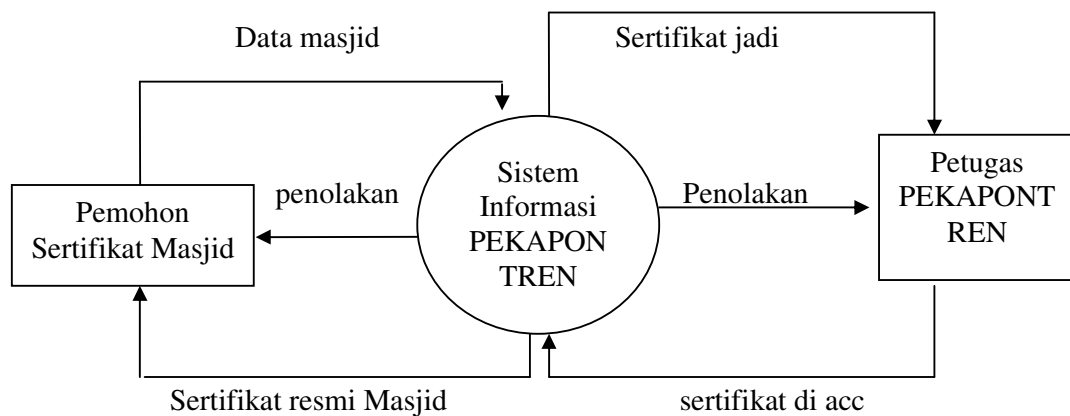 Data masjid
Sertifikat jadi
Pemohon
Sertifikat Masjid
penolakan
Sistem
Informasi
PEKAPON
TREN
Penolakan
Petugas
PEKAPONT
REN
Sertifikat resmi Masjid
sertifikat di acc